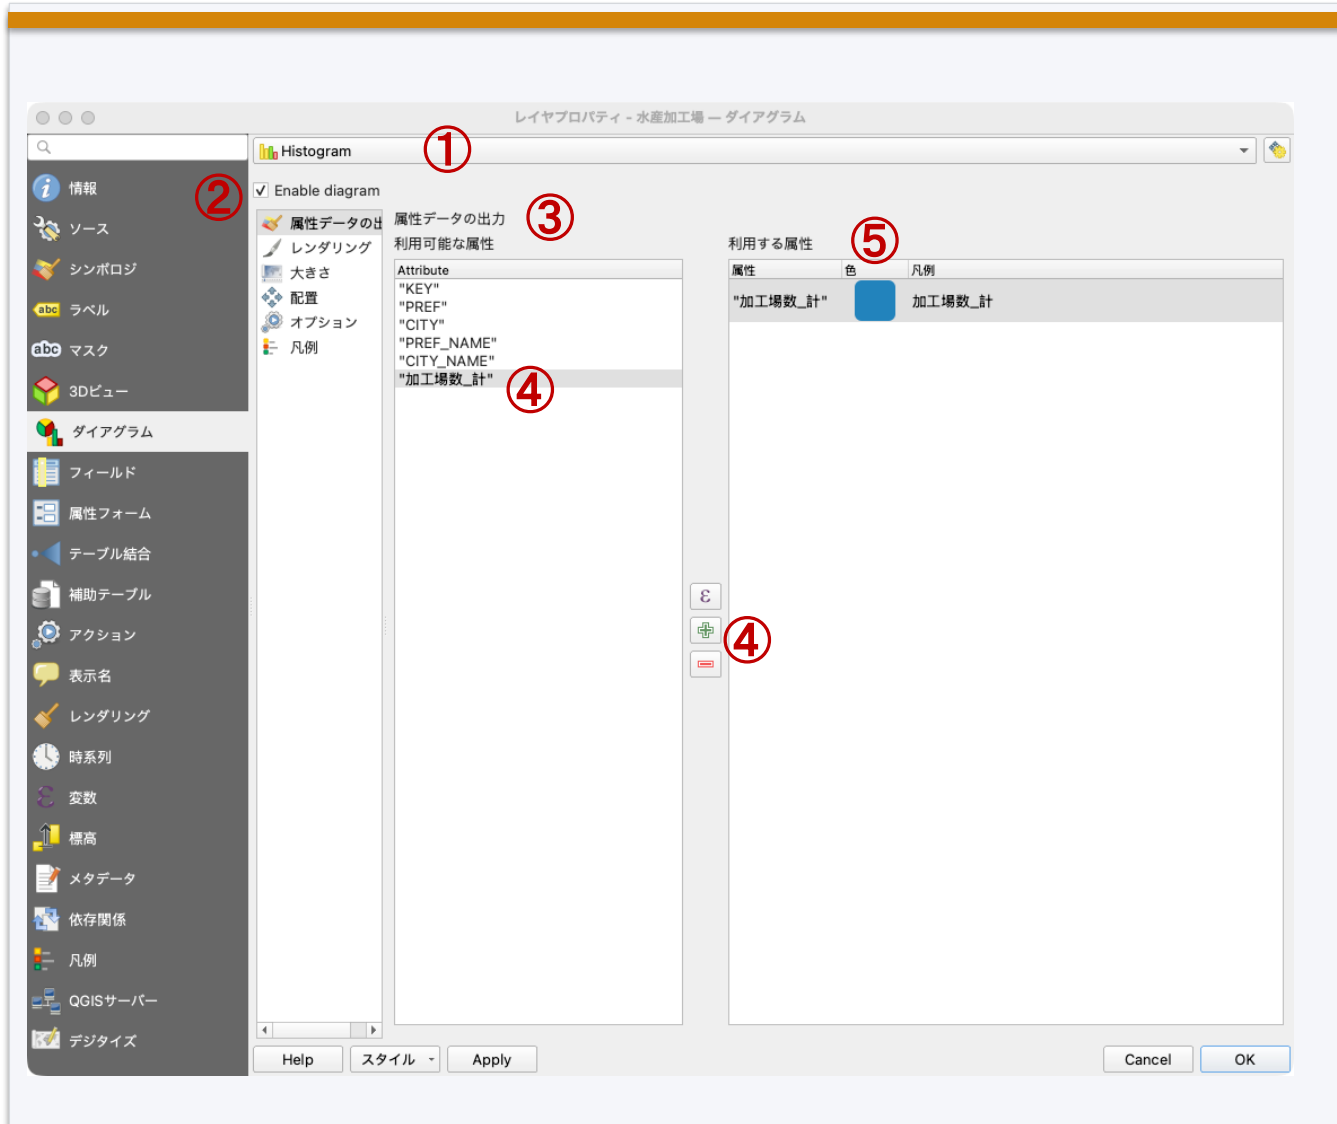 レイヤプロパティ - 水産加工場 — ダイアグラム
①
Histogram
②
Enable diagram
情報
ソース
シンボロジ
abc ラベル
abc マスク
3Dビュー
ダイアグラム
フィールド
属性フォーム
テーブル結合
補助テーブル
アクション
表示名
レンダリング
時系列
変数
標高
メタデータ
依存関係
凡例
QGISサーバー
デジタイズ
属性データの出
レンダリング
大きさ
配置
オプション
凡例
属性データの出力
③
利用可能な属性
Attribute
"KEY"
"PREF"
"CITY"
"PREF_NAME"
"CITY_NAME"
"加工場数_計"
④
ε
④
利用する属性
⑤
属性 色 凡例
"加工場数_計" 加工場数_計
Help スタイル Apply Cancel OK